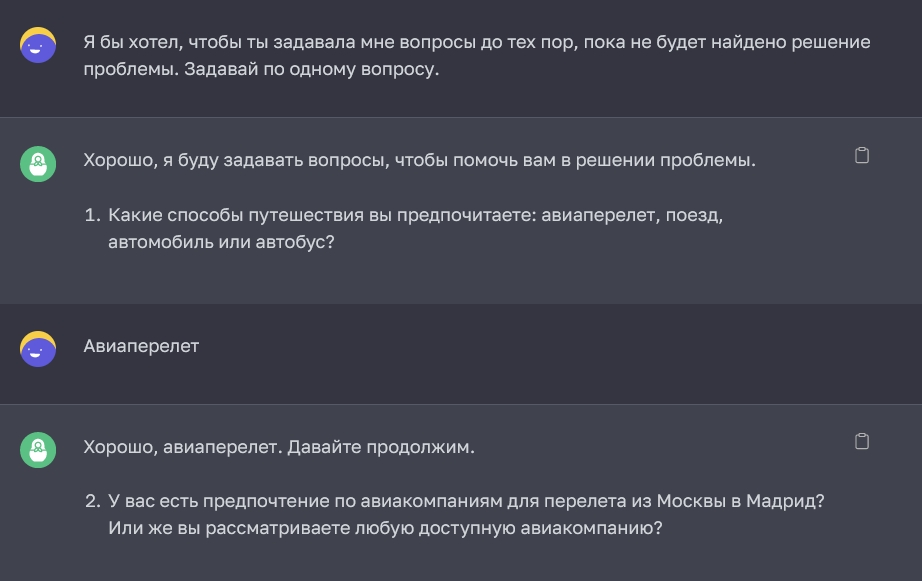 Я бы хотел, чтобы ты задавала мне вопросы до тех пор, пока не будет найдено решение
проблемы. Задавай по одному вопросу.
Хорошо, я буду задавать вопросы, чтобы помочь вам в решении проблемы.
1. Какие способы путешествия вы предпочитаете: авиаперелет, поезд,
автомобиль или автобус?
Авиаперелет
Хорошо, авиаперелет. Давайте продолжим.
2. У вас есть предпочтение по авиакомпаниям для перелета из Москвы в Мадрид?
Или же вы рассматриваете любую доступную авиакомпанию?